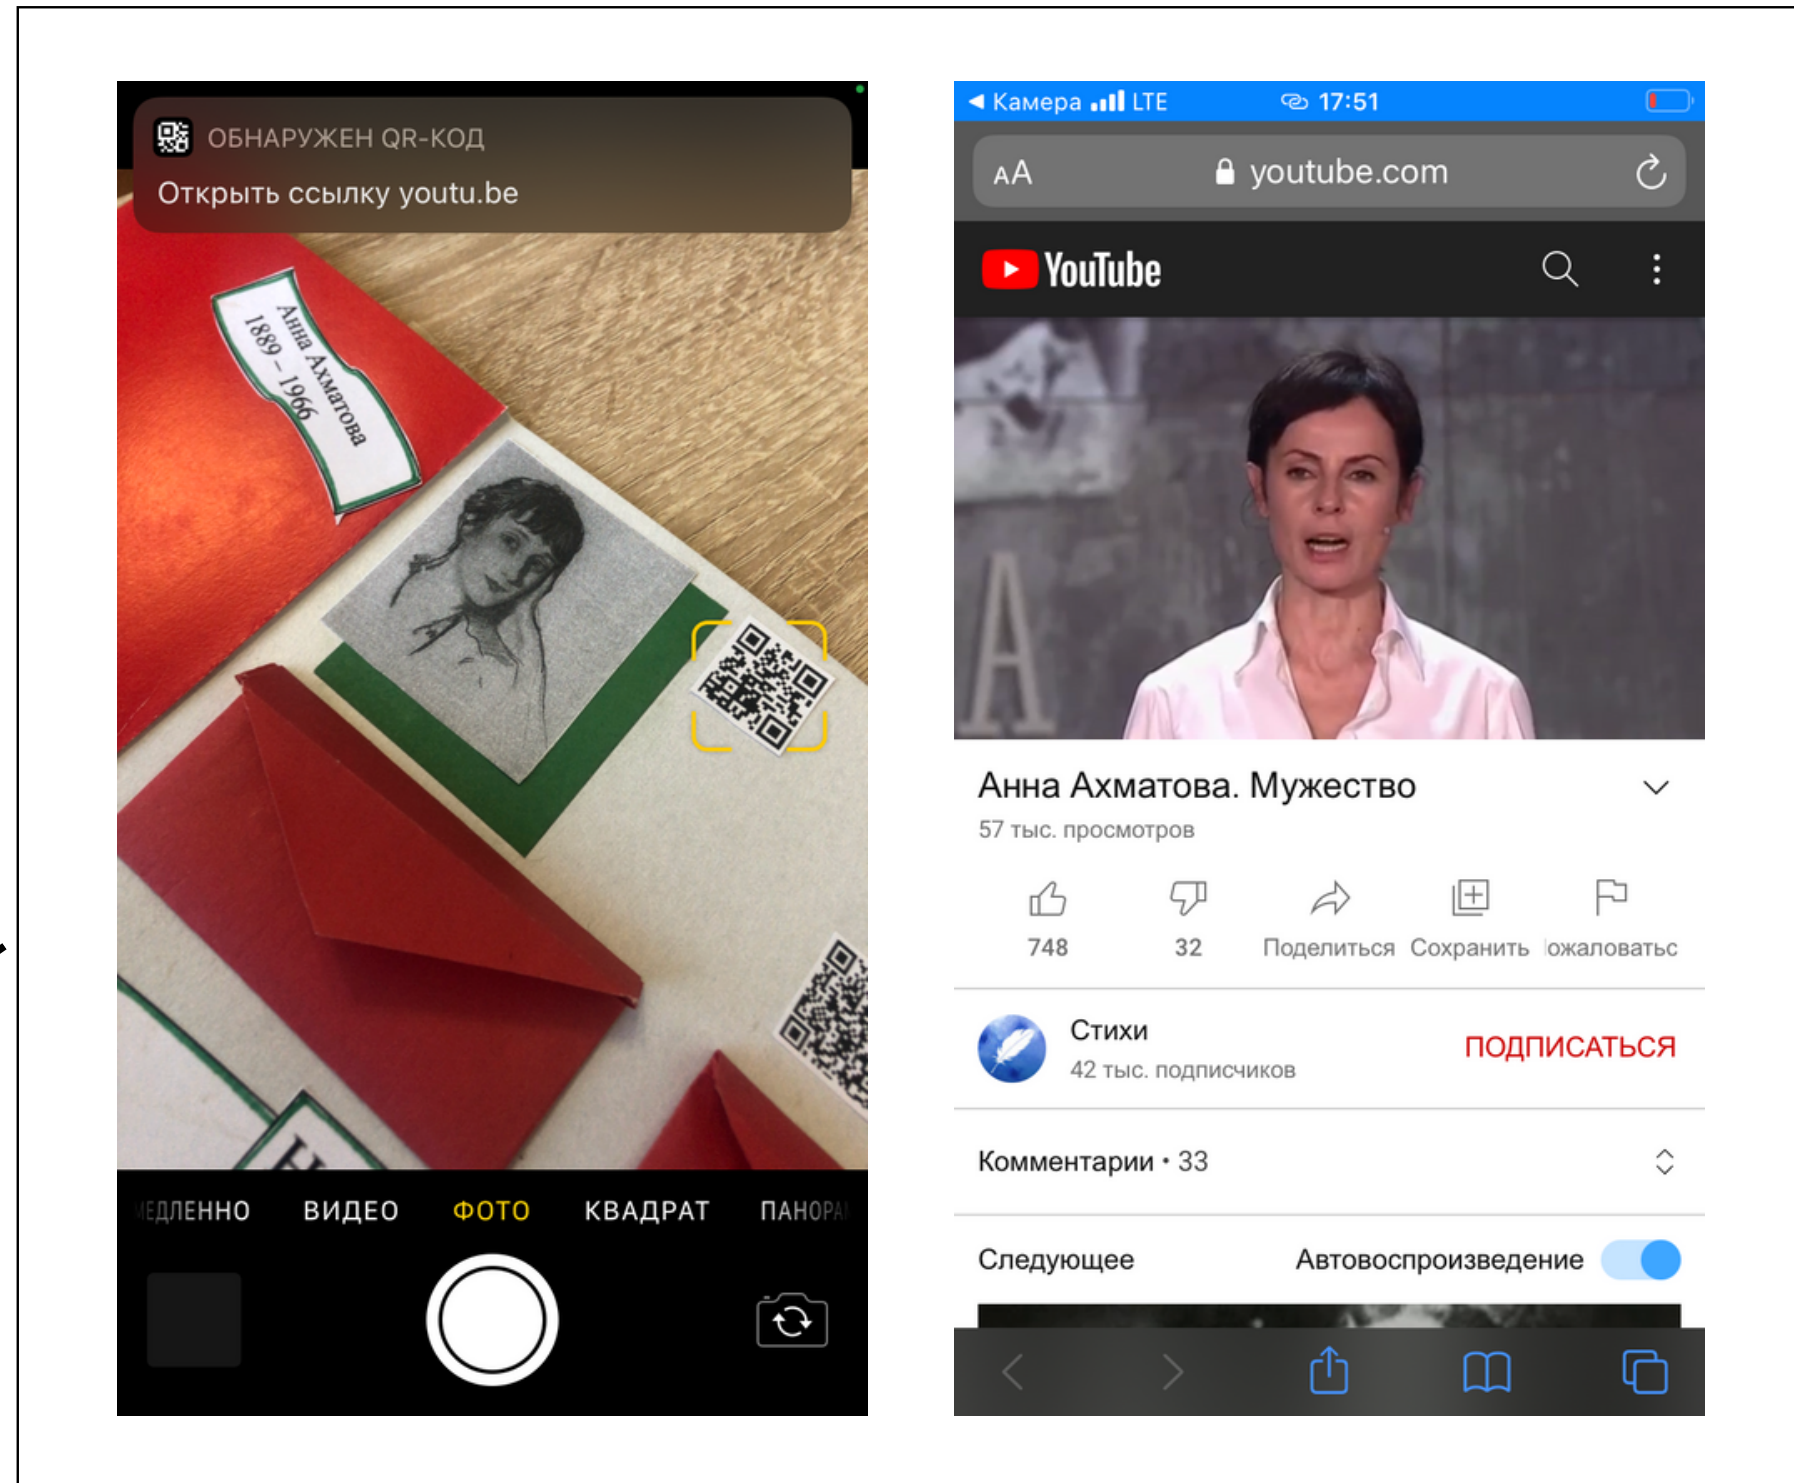 ОБНАРУЖЕН QR-КОД
Открыть ссылку youtu.be
Анна Ахматова
1889 – 1966
ВИДЕО
ФОТО
КВАДРАТ
Камера
LTE
17:51
AA
youtube.com
YouTube
А
Анна Ахматова. Мужество
57 тыс. просмотров
748
32
Поделиться
Сохранить
Стихи
42 тыс. подписчиков
ПОДПИСАТЬСЯ
Комментарии • 33
Следующее
Автовоспроизведение